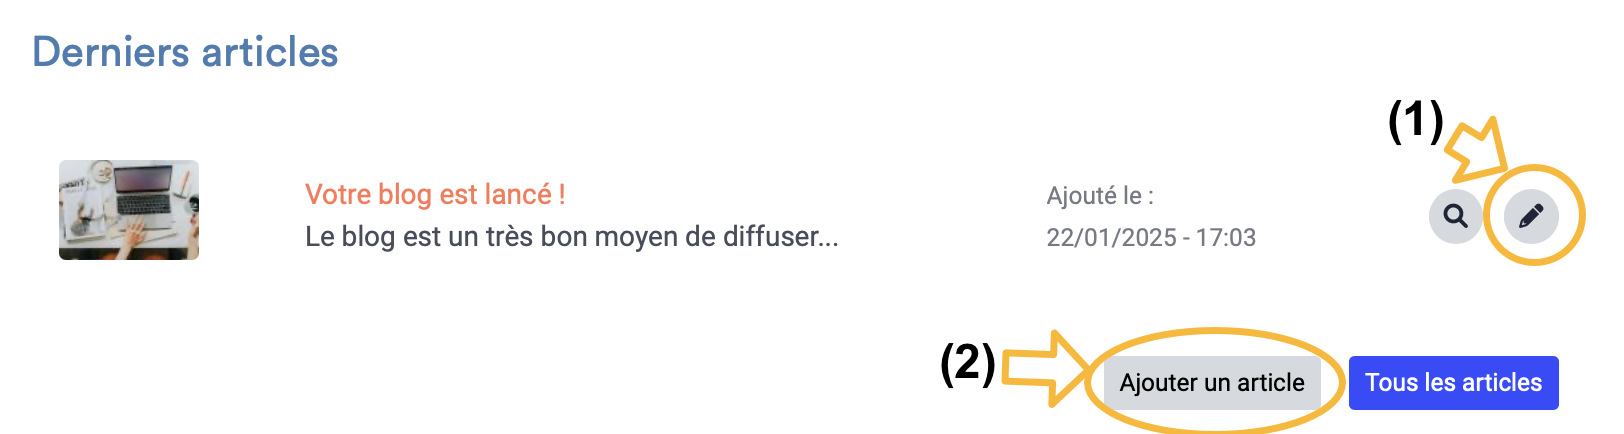 Derniers articles
(1)
Votre blog est lancé !
Le blog est un très bon moyen de diffuser...
Ajouté le :
22/01/2025 - 17:03
(2)
Ajouter un article
Tous les articles